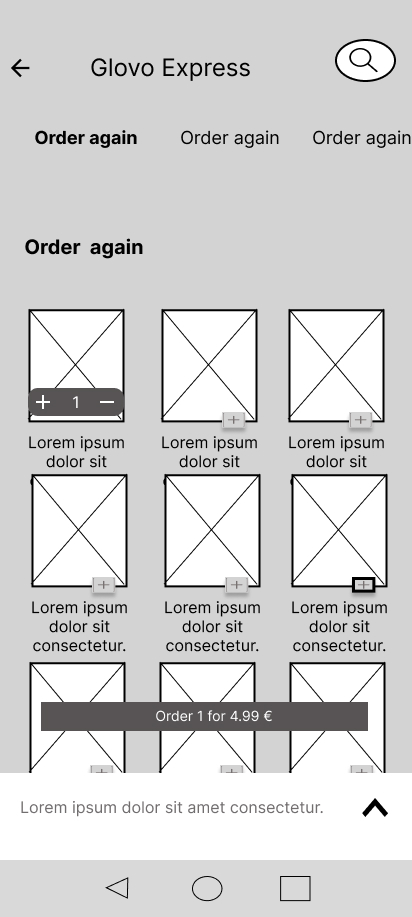 Glovo Express
Order again Order again Order again
Order again
+ 1 −
+ +
Lorem ipsum Lorem ipsum Lorem ipsum
dolor sit dolor sit dolor sit
+ + +
Lorem ipsum Lorem ipsum Lorem ipsum
dolor sit dolor sit dolor sit
consectetur. consectetur. consectetur.
Order 1 for 4.99 €
+ + +
Lorem ipsum dolor sit amet consectetur.